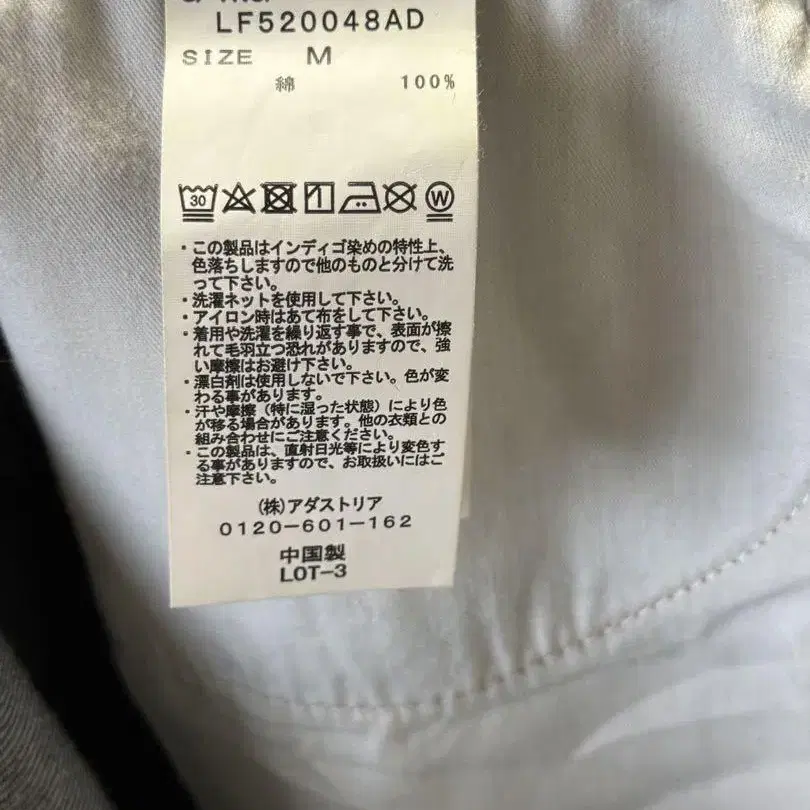 LF520048AD
SIZE M
綿 100%
30
W
・この製品はインディゴ染めの特性上、
色落ちしますので他のものと分けて洗
って下さい。
・洗濯ネットを使用して下さい。
・アイロン時はあて布をして下さい。
・着用や洗濯を繰り返す事で、表面が擦
れて毛羽立つ恐れがありますので、強
い摩擦はお避け下さい。
・漂白剤は使用しないで下さい。色が変
わる事があります。
・汗や摩擦（特に湿った状態）により色
が移る場合があります。他の衣類との
組み合わせにご注意ください。
・この製品は、直射日光等により変色す
る事がありますので、お取扱いにはご
注意下さい。
(株)アダストリア
0120-601-162
中国製
LOT-3